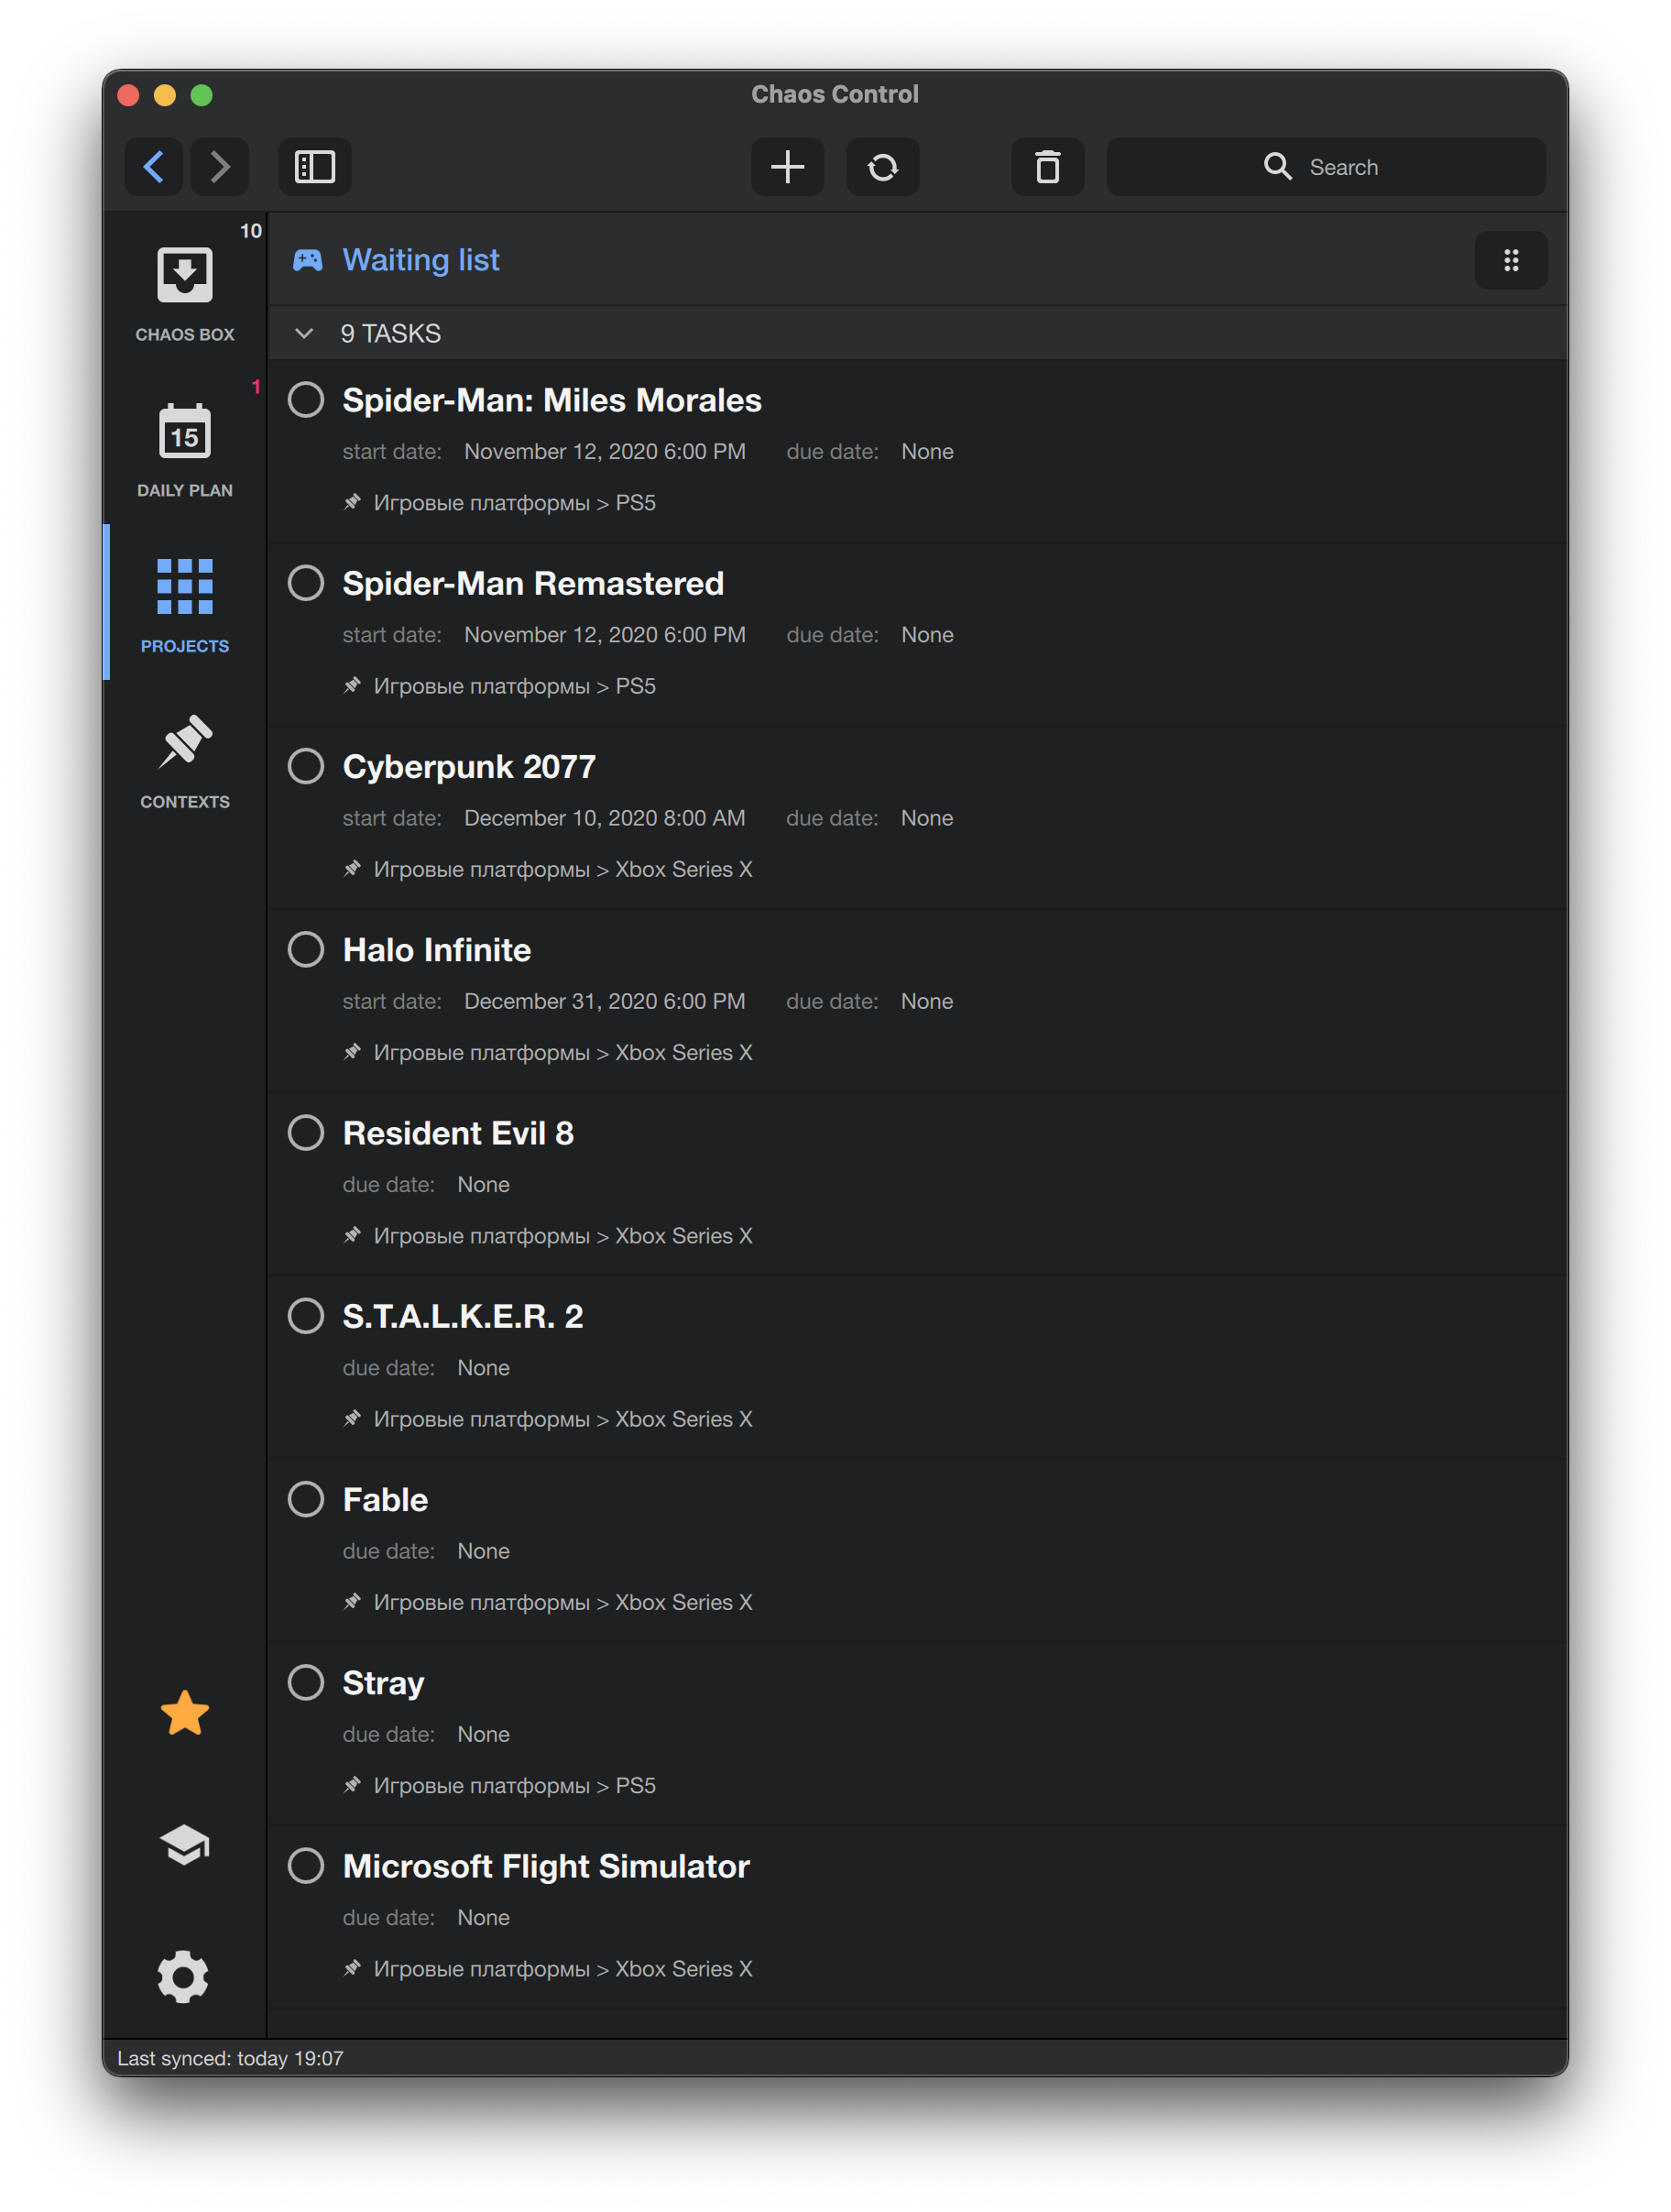 Chaos Control
Search
10
CHAOS BOX
1
15
DAILY PLAN
PROJECTS
CONTEXTS
Waiting list
9 TASKS
Spider-Man: Miles Morales
start date: November 12, 2020 6:00 PM due date: None
Игровые платформы > PS5
Spider-Man Remastered
start date: November 12, 2020 6:00 PM due date: None
Игровые платформы > PS5
Cyberpunk 2077
start date: December 10, 2020 8:00 AM due date: None
Игровые платформы > Xbox Series X
Halo Infinite
start date: December 31, 2020 6:00 PM due date: None
Игровые платформы > Xbox Series X
Resident Evil 8
due date: None
Игровые платформы > Xbox Series X
S.T.A.L.K.E.R. 2
due date: None
Игровые платформы > Xbox Series X
Fable
due date: None
Игровые платформы > Xbox Series X
Stray
due date: None
Игровые платформы > PS5
Microsoft Flight Simulator
due date: None
Игровые платформы > Xbox Series X
Last synced: today 19:07